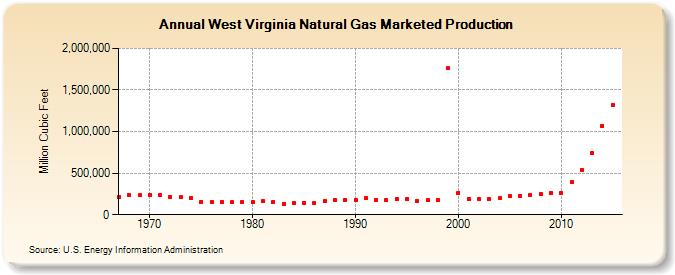 Annual West Virginia Natural Gas Marketed Production
Million Cubic Feet
2,000,000
1,500,000
1,000,000
500,000
0
1970 1980 1990 2000 2010
Source: U.S. Energy Information Administration